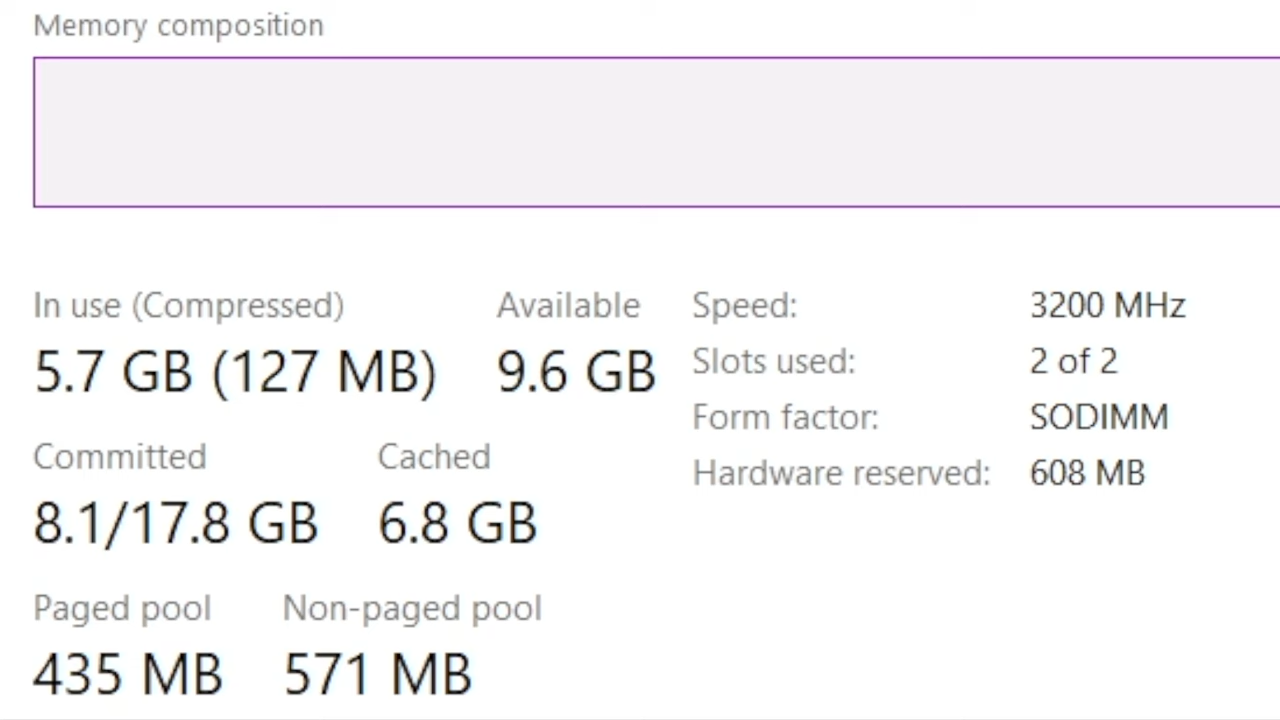 Memory composition
In use (Compressed) Available
5.7 GB (127 MB) 9.6 GB
Committed Cached
8.1/17.8 GB 6.8 GB
Paged pool Non-paged pool
435 MB 571 MB
Speed: 3200 MHz
Slots used: 2 of 2
Form factor: SODIMM
Hardware reserved: 608 MB